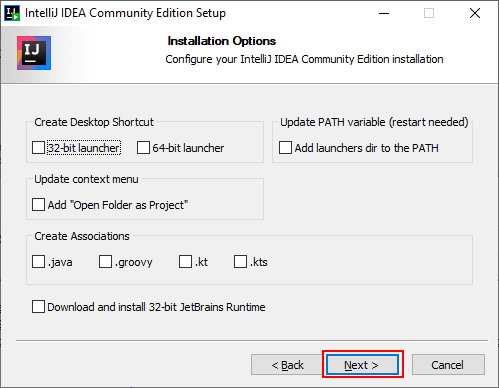 IntelliJ IDEA Community Edition Setup
IJ
Installation Options
Configure your IntelliJ IDEA Community Edition installation
Create Desktop Shortcut
32-bit launcher
64-bit launcher
Update PATH variable (restart needed)
Add launchers dir to the PATH
Update context menu
Add "Open Folder as Project"
Create Associations
.java
.groovy
.kt
.kts
Download and install 32-bit JetBrains Runtime
< Back
Next >
Cancel